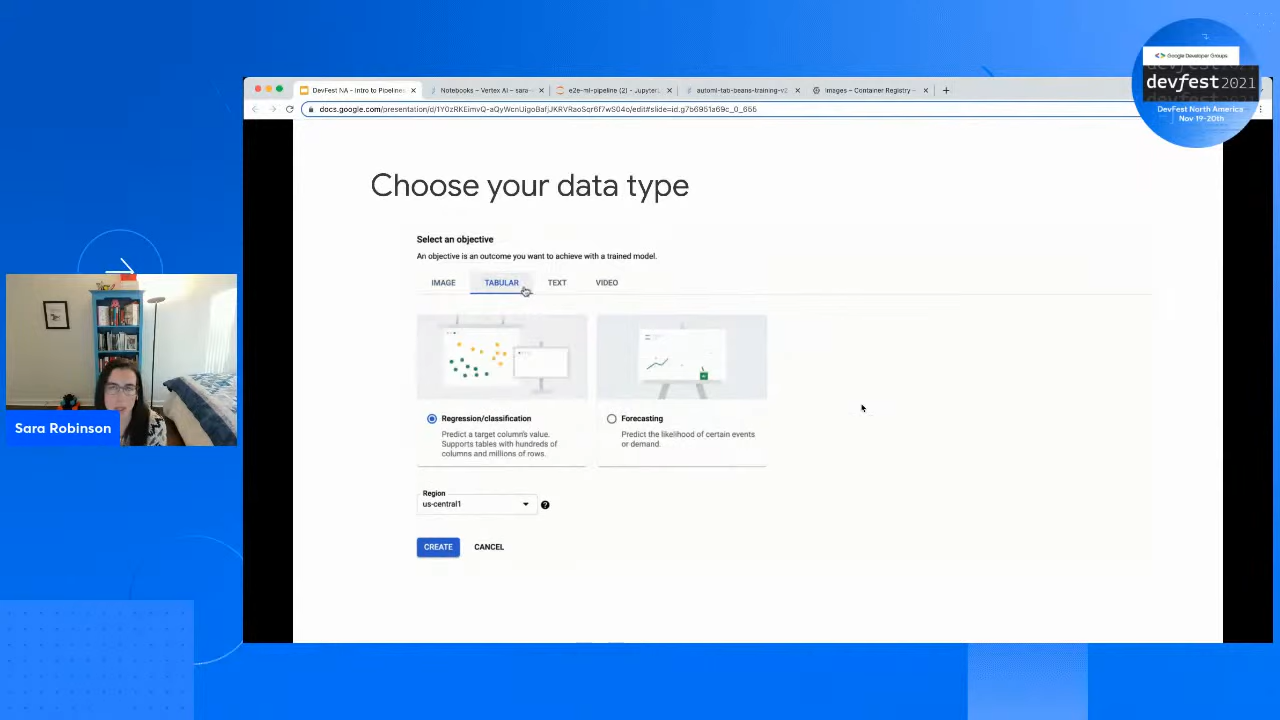 Google Developer Groups
devfest 2021
DevFest North America
Nov 19-20th
DevFest NA - Intro to Pipelines
Notebooks – Vertex AI – sara
e2e-ml-pipeline (2) - Jupyter
automl-tab-beans-training-v2
Images – Container Registry –
Choose your data type
Select an objective
An objective is an outcome you want to achieve with a trained model.
IMAGE TABULAR TEXT VIDEO
Regression/classification
Predict a target column's value.
Supports tables with hundreds of
columns and millions of rows.
Forecasting
Predict the likelihood of certain events
or demand.
Region
us-central1
CREATE CANCEL
Sara Robinson